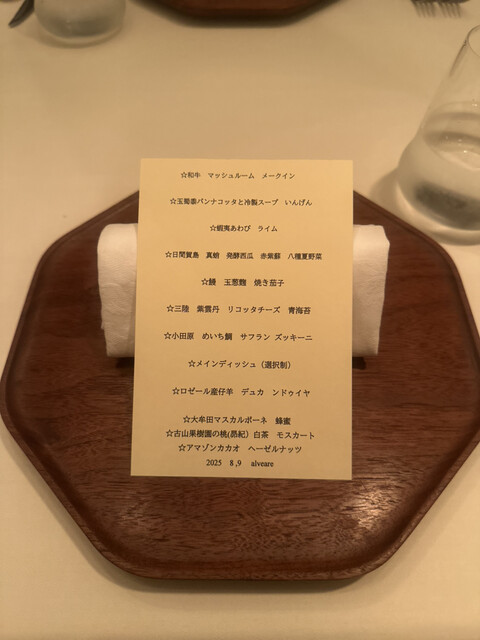 ☆和牛　マッシュルーム　メークイン
☆玉蜀黍パンナコッタと冷製スープ　いんげん
☆蝦夷あわび　ライム
☆日間賀島　真蛸　発酵西瓜　赤紫蘇　八種夏野菜
☆鰻　玉葱麹　焼き茄子
☆三陸　紫雲丹　リコッタチーズ　青海苔
☆小田原　めいち鯛　サフラン ズッキーニ
☆メインディッシュ（選択制）
☆ロゼール産仔羊　デュカ　ンドゥイヤ
☆大牟田マスカルポーネ　蜂蜜
☆古山果樹園の桃(昴紀）白茶　モスカート
☆アマゾンカカオ　ヘーゼルナッツ
2025　8 ,9　alveare